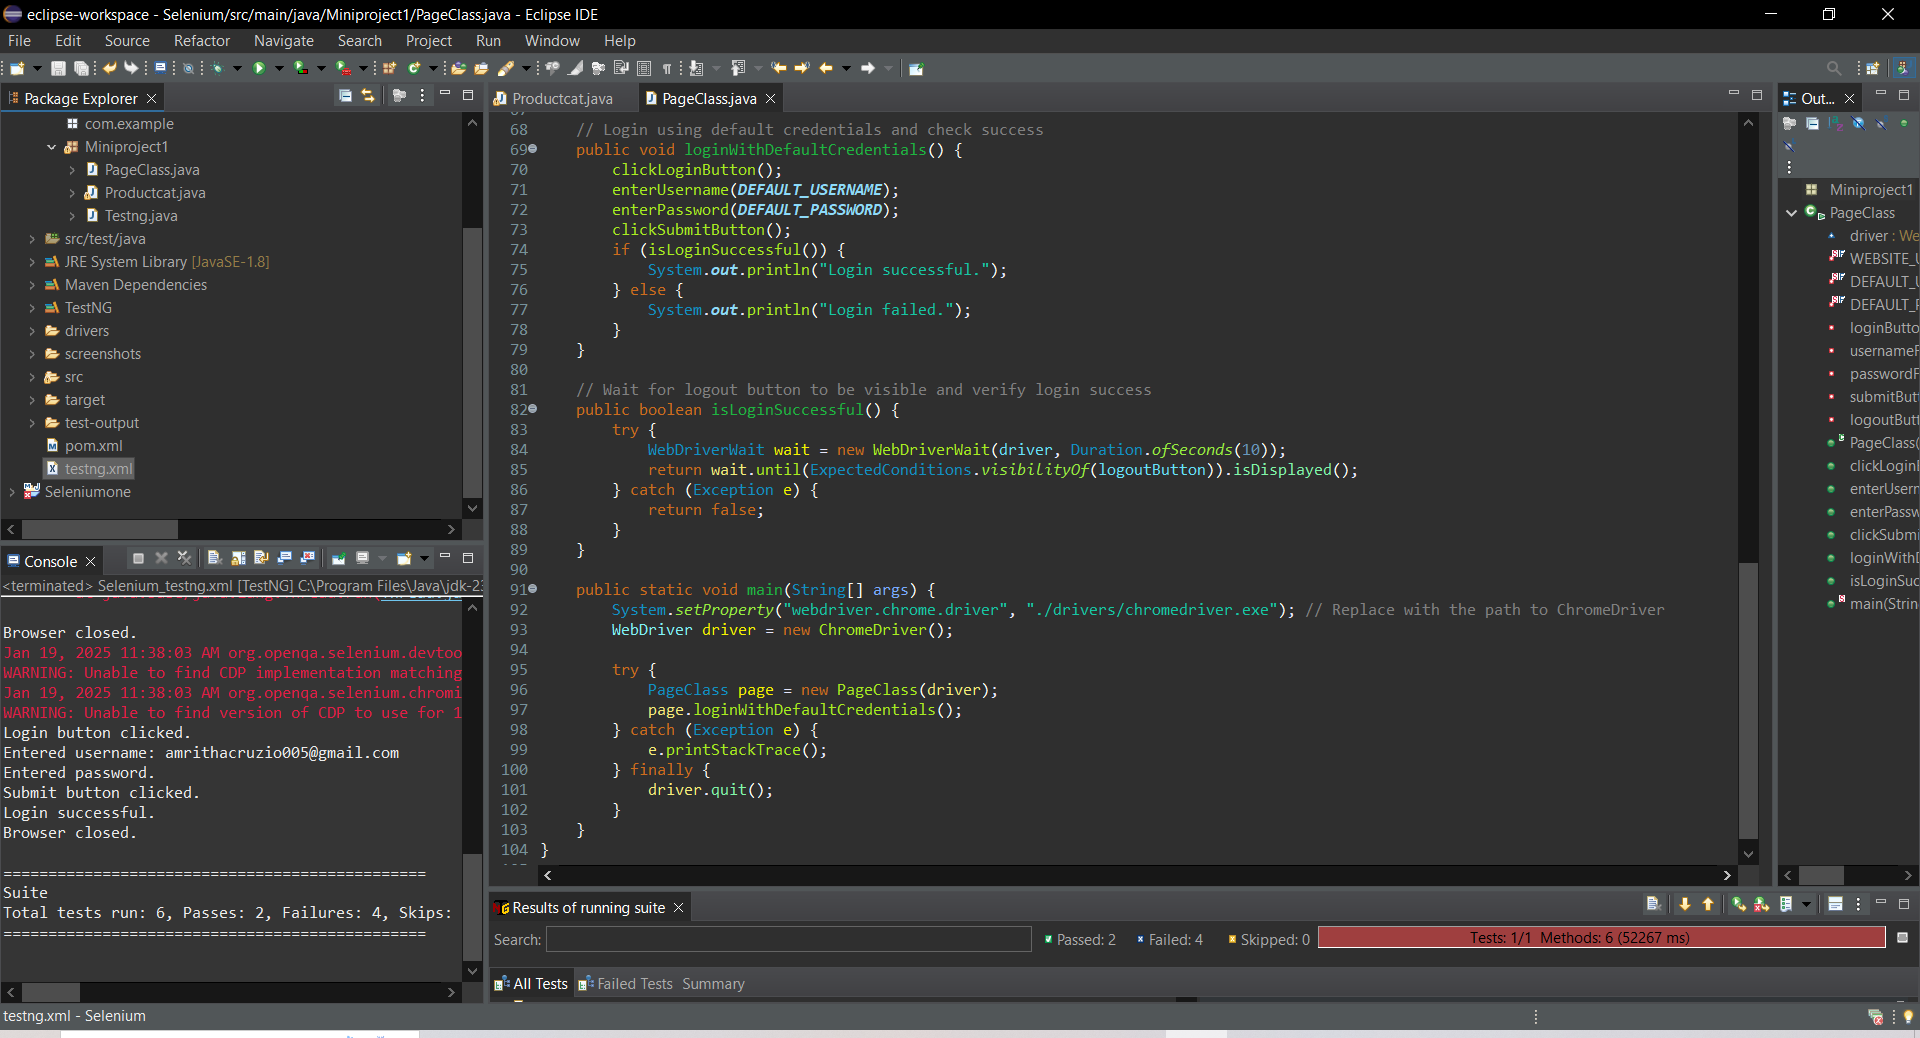 eclipse-workspace - Selenium/src/main/java/Miniproject1/PageClass.java - Eclipse IDE
File Edit Source Refactor Navigate Search Project Run Window Help
Package Explorer
com.example
Miniproject1
PageClass.java
Productcat.java
Testng.java
src/test/java
JRE System Library [JavaSE-1.8]
Maven Dependencies
TestNG
drivers
screenshots
src
target
test-output
pom.xml
testng.xml
Seleniumone
Productcat.java
PageClass.java
68 // Login using default credentials and check success
69 public void loginWithDefaultCredentials() {
70 clickLoginButton();
71 enterUsername(DEFAULT_USERNAME);
72 enterPassword(DEFAULT_PASSWORD);
73 clickSubmitButton();
74 if (isLoginSuccessful()) {
75 System.out.println("Login successful.");
76 } else {
77 System.out.println("Login failed.");
78 }
79 }
80
81 // Wait for logout button to be visible and verify login success
82 public boolean isLoginSuccessful() {
83 try {
84 WebDriverWait wait = new WebDriverWait(driver, Duration.ofSeconds(10));
85 return wait.until(ExpectedConditions.visibilityOf(logoutButton)).isDisplayed();
86 } catch (Exception e) {
87 return false;
88 }
89 }
90
91 public static void main(String[] args) {
92 System.setProperty("webdriver.chrome.driver", "./drivers/chromedriver.exe"); // Replace with the path to ChromeDriver
93 WebDriver driver = new ChromeDriver();
94
95 try {
96 PageClass page = new PageClass(driver);
97 page.loginWithDefaultCredentials();
98 } catch (Exception e) {
99 e.printStackTrace();
100 } finally {
101 driver.quit();
102 }
103 }
104 }
Out...
Miniproject1
PageClass
driver : We
WEBSITE_U
DEFAULT_U
DEFAULT_P
loginButto
usernameF
passwordF
submitButt
logoutButt
PageClass(
clickLoginI
enterUsern
enterPassw
clickSubmi
loginWithD
isLoginSuc
main(Strin
Console
<terminated> Selenium_testng.xml [TestNG] C:\Program Files\Java\jdk-23
Browser closed.
Jan 19, 2025 11:38:03 AM org.openqa.selenium.devtoo
WARNING: Unable to find CDP implementation matching
Jan 19, 2025 11:38:03 AM org.openqa.selenium.chromi
WARNING: Unable to find version of CDP to use for 1
Login button clicked.
Entered username: amrithacruzio005@gmail.com
Entered password.
Submit button clicked.
Login successful.
Browser closed.
===============================================
Suite
Total tests run: 6, Passes: 2, Failures: 4, Skips:
===============================================
Results of running suite
Search:
Passed: 2 Failed: 4 Skipped: 0
Tests: 1/1 Methods: 6 (52267 ms)
All Tests Failed Tests Summary
testng.xml - Selenium